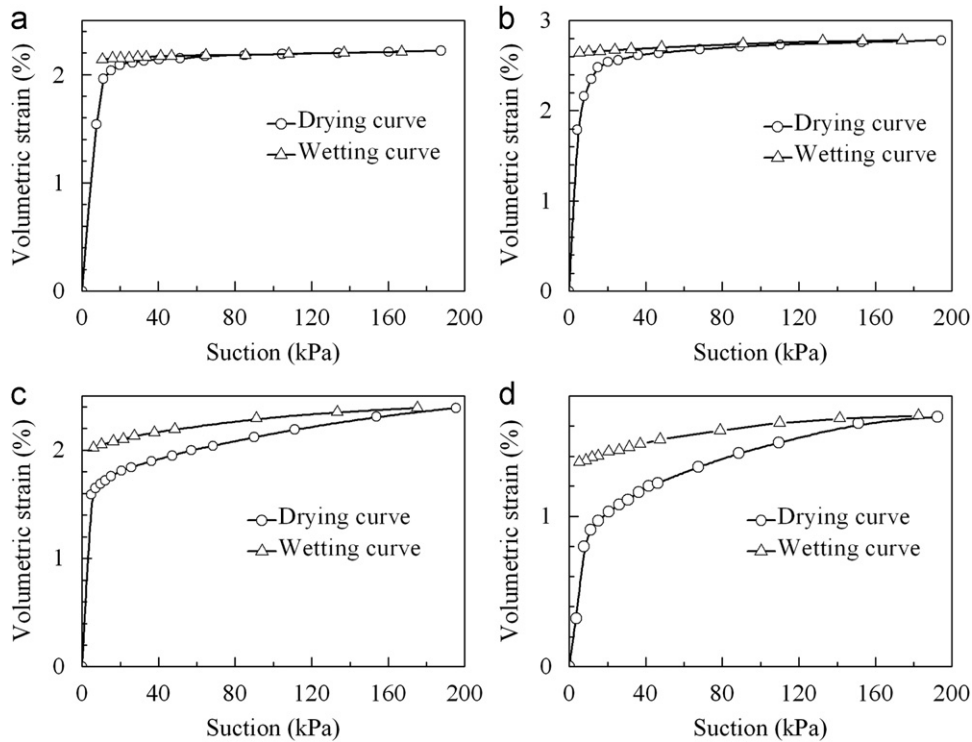 a
Volumetric strain (%)
2
1
0
Drying curve
Wetting curve
0 40 80 120 160 200
Suction (kPa)
b
Volumetric strain (%)
3
2
1
0
Drying curve
Wetting curve
0 40 80 120 160 200
Suction (kPa)
c
Volumetric strain (%)
2
1
0
Drying curve
Wetting curve
0 40 80 120 160 200
Suction (kPa)
d
Volumetric strain (%)
1
0
Drying curve
Wetting curve
0 40 80 120 160 200
Suction (kPa)